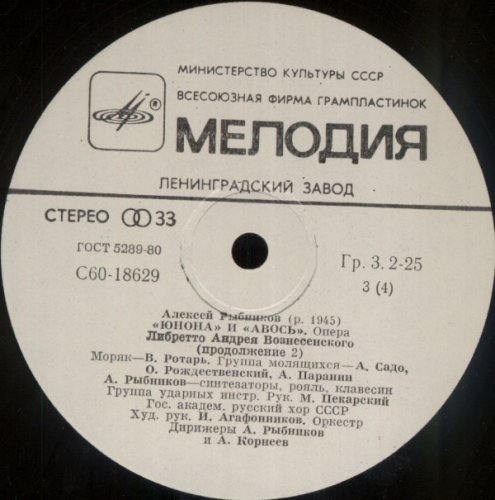 МИНИСТЕРСТВО КУЛЬТУРЫ СССР
ВСЕСОЮЗНАЯ ФИРМА ГРАМПЛАСТИНОК
®
МЕЛОДИЯ
ЛЕНИНГРАДСКИЙ ЗАВОД
СТЕРЕО 33
ГОСТ 5289-80
С60-18629
Гр. 3. 2-25
3 (4)
Алексей Рыбников (р. 1945)
«ЮНОНА» И «АВОСЬ». Опера
Либретто Андрея Вознесенского
(продолжение 2)
Моряк—В. Ротарь. Группа молящихся—А. Садо,
О. Рождественский, А. Паранин
А. Рыбников—синтезаторы, рояль, клавесин
Группа ударных инстр. Рук. М. Пекарский
Гос. академ. русский хор СССР
Худ. рук. И. Агафонников. Оркестр
Дирижеры А. Рыбников
и А. Корнеев